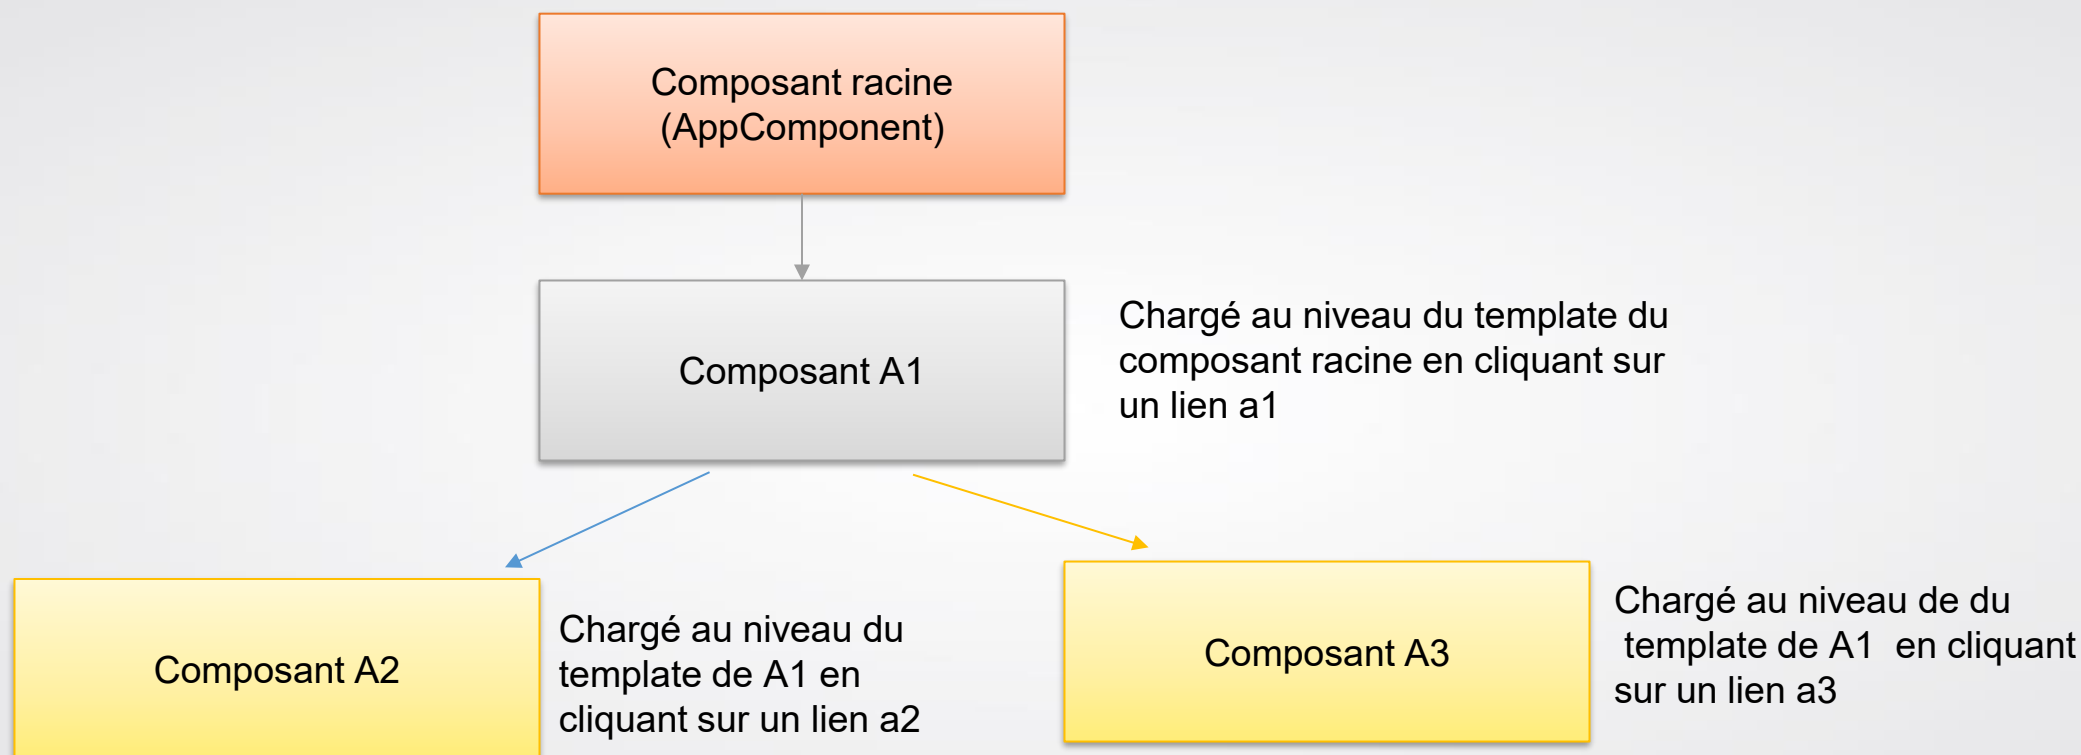 Composant racine
(AppComponent)
Composant A1
Chargé au niveau du template du
composant racine en cliquant sur
un lien a1
Composant A2
Chargé au niveau du
template de A1 en
cliquant sur un lien a2
Composant A3
Chargé au niveau de du
template de A1 en cliquant
sur un lien a3